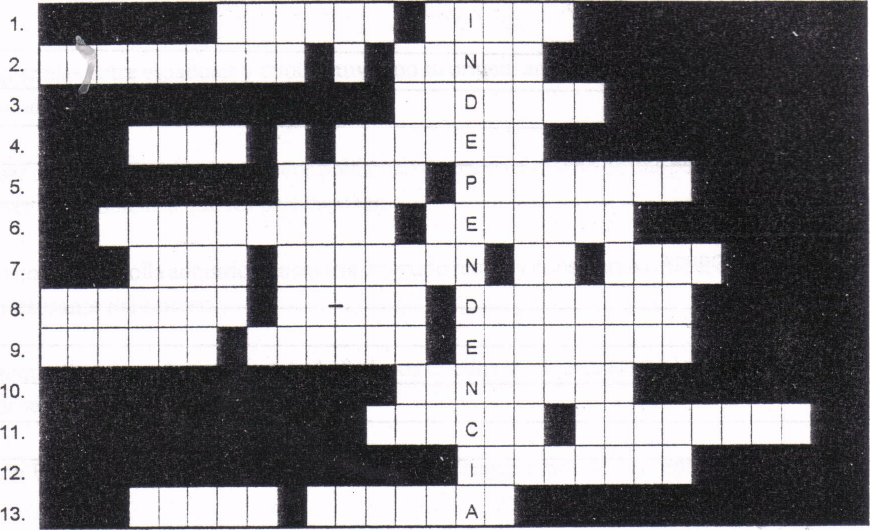 1. I
2. N
3. D
4. E
5. P
6. E
7. N
8. - D
9. E
10. N
11. C
12. I
13. A